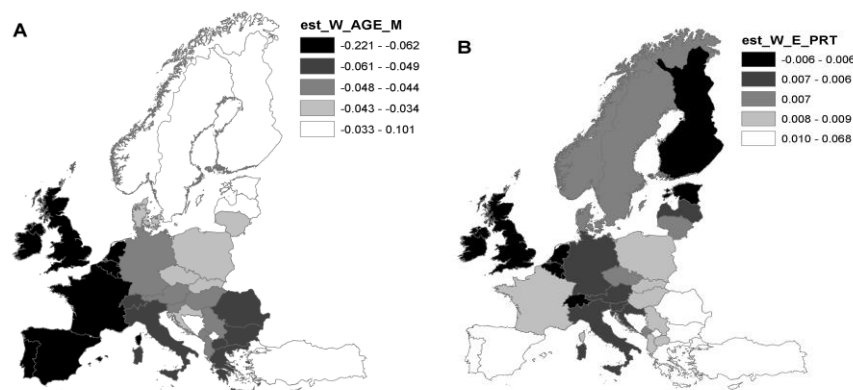 A
est_W_AGE_M
-0.221 - -0.062
-0.061 - -0.049
-0.048 - -0.044
-0.043 - -0.034
-0.033 - 0.101
B
est_W_E_PRT
-0.006 - 0.006
0.007 - 0.006
0.007
0.008 - 0.009
0.010 - 0.068